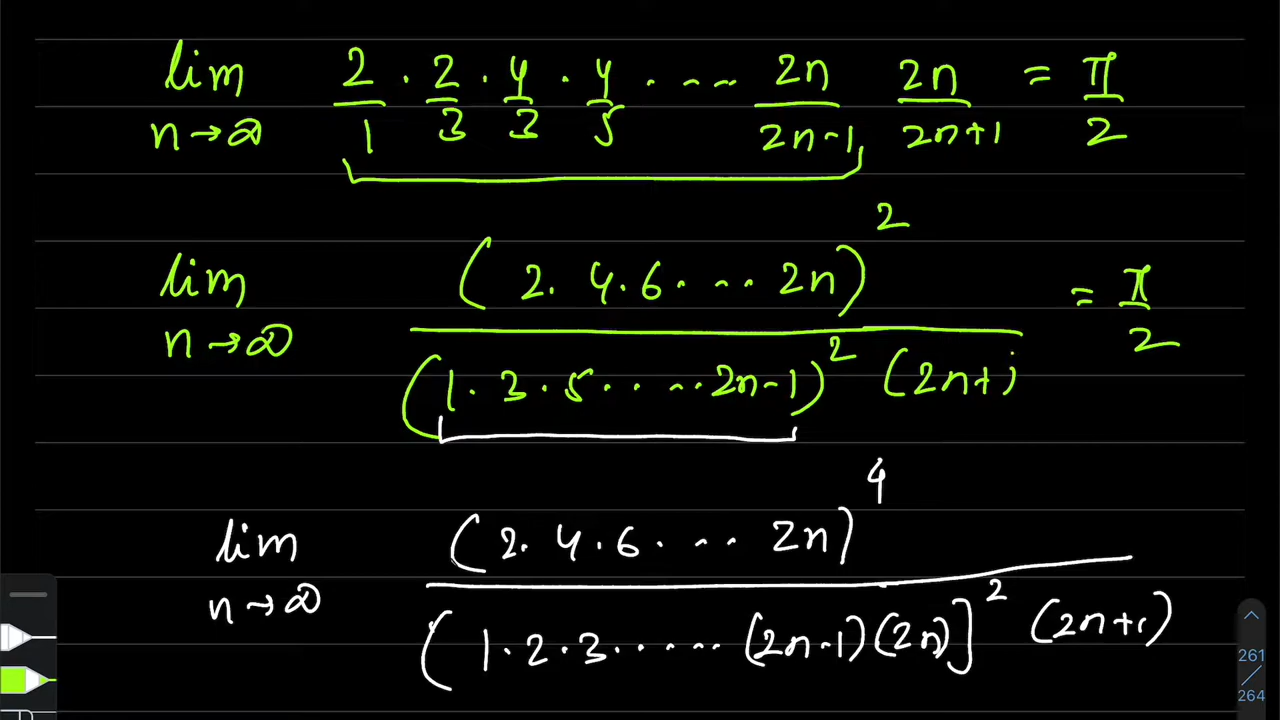 lim n→∞ 2/1 · 2/3 · 4/3 · 4/5 · ... 2n/2n-1 2n/2n+1 = π/2
lim n→∞ (2. 4. 6. ... 2n)^2 / (1. 3. 5. ... 2n-1)^2 (2n+1) = π/2
lim n→∞ (2. 4. 6. ... 2n)^4 / (1. 2. 3. ... (2n-1)(2n)]^2 (2n+1)
261
/
264